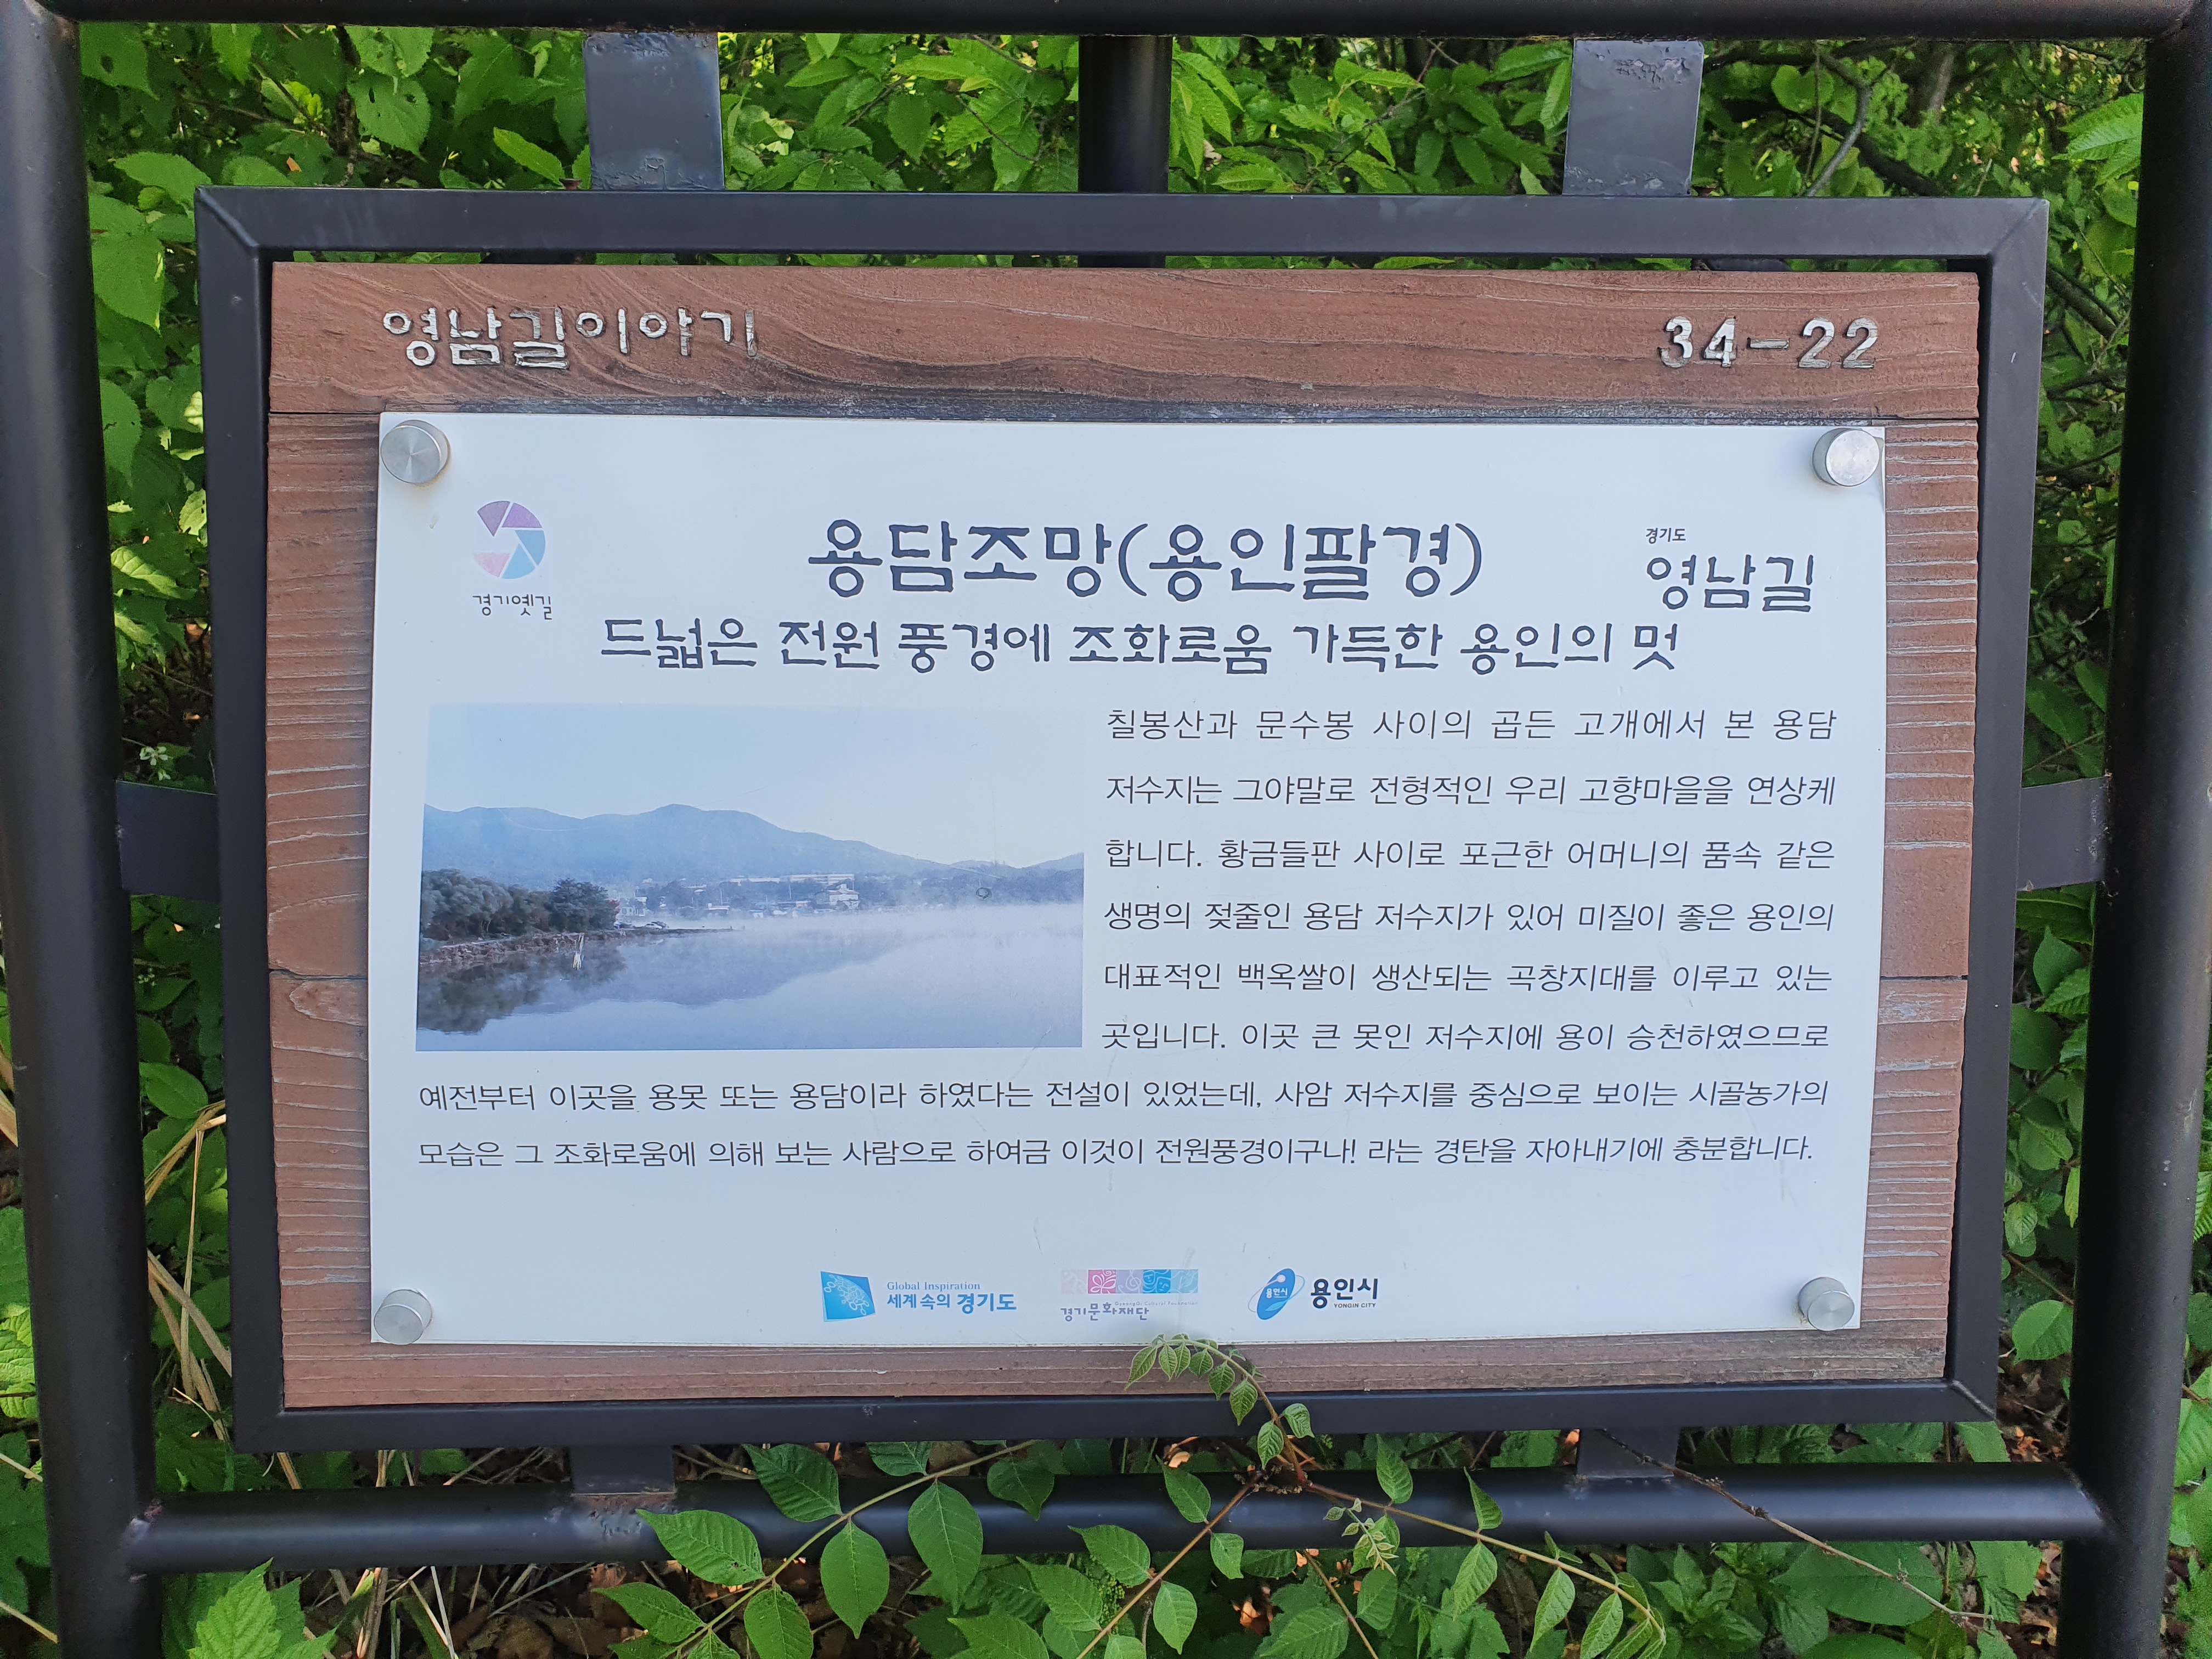 영남길이야기
34-22
경기옛길
용담조망(용인팔경)
경기도
영남길
드넓은 전원 풍경에 조화로움 가득한 용인의 멋
칠봉산과 문수봉 사이의 곱든 고개에서 본 용담
저수지는 그야말로 전형적인 우리 고향마을을 연상케
합니다. 황금들판 사이로 포근한 어머니의 품속 같은
생명의 젖줄인 용담 저수지가 있어 미질이 좋은 용인의
대표적인 백옥쌀이 생산되는 곡창지대를 이루고 있는
곳입니다. 이곳 큰 못인 저수지에 용이 승천하였으므로
예전부터 이곳을 용못 또는 용담이라 하였다는 전설이 있었는데, 사암 저수지를 중심으로 보이는 시골농가의
모습은 그 조화로움에 의해 보는 사람으로 하여금 이것이 전원풍경이구나! 라는 경탄을 자아내기에 충분합니다.
Global Inspiration
세계속의 경기도
GyeongGi Cultural Foundation
경기문화재단
용인시
용인시
YONGIN CITY